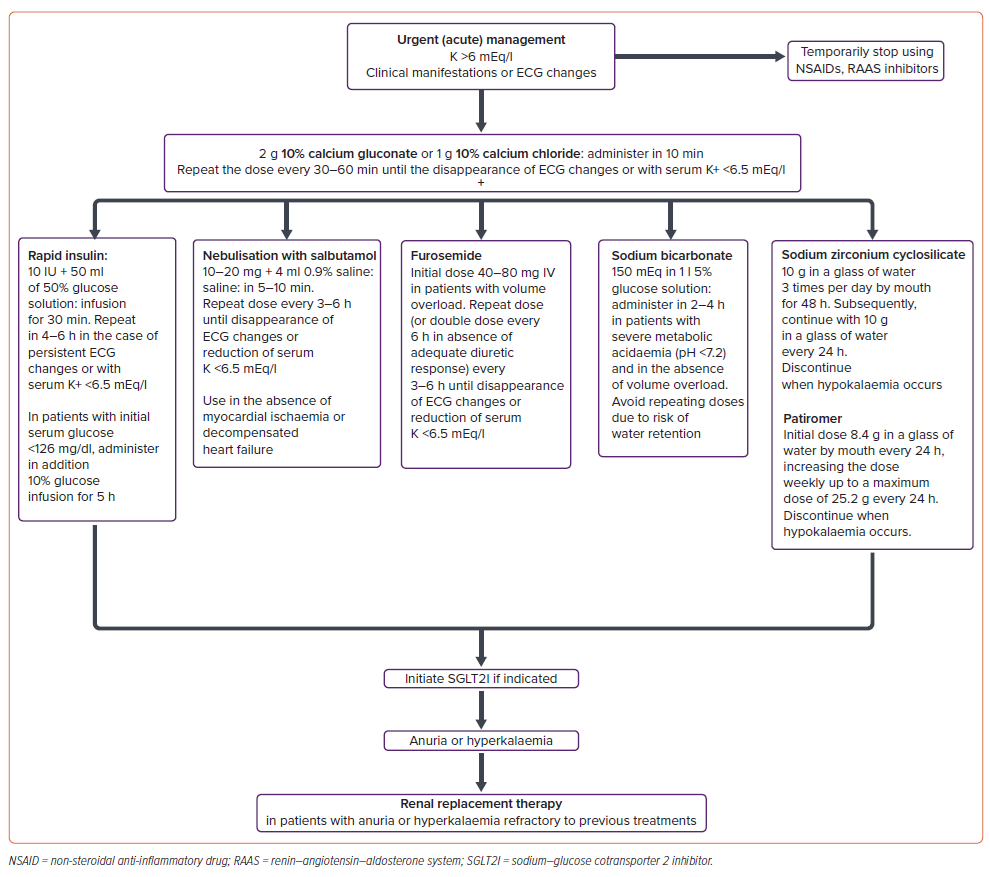 Urgent (acute) management
K >6 mEq/l
Clinical manifestations or ECG changes
Temporarily stop using
NSAIDs, RAAS inhibitors
2 g 10% calcium gluconate or 1 g 10% calcium chloride: administer in 10 min
Repeat the dose every 30–60 min until the disappearance of ECG changes or with serum K+ <6.5 mEq/l
+
Rapid insulin:
10 IU + 50 ml
of 50% glucose
solution: infusion
for 30 min. Repeat
in 4–6 h in the case of
persistent ECG
changes or with
serum K+ <6.5 mEq/l
In patients with initial
serum glucose
<126 mg/dl, administer
in addition
10% glucose
infusion for 5 h
Nebulisation with salbutamol
10–20 mg + 4 ml 0.9% saline:
saline: in 5–10 min.
Repeat dose every 3–6 h
until disappearance of
ECG changes or
reduction of serum
K <6.5 mEq/l
Use in the absence of
myocardial ischaemia or
decompensated
heart failure
Furosemide
Initial dose 40–80 mg IV
in patients with volume
overload. Repeat dose
(or double dose every
6 h in absence of
adequate diuretic
response) every
3–6 h until disappearance
of ECG changes or
reduction of serum
K <6.5 mEq/l
Sodium bicarbonate
150 mEq in 1 l 5%
glucose solution:
administer in 2–4 h
in patients with
severe metabolic
acidaemia (pH <7.2)
and in the absence
of volume overload.
Avoid repeating doses
due to risk of
water retention
Sodium zirconium cyclosilicate
10 g in a glass of water
3 times per day by mouth
for 48 h. Subsequently,
continue with 10 g
in a glass of water
every 24 h.
Discontinue
when hypokalaemia occurs
Patiromer
Initial dose 8.4 g in a glass of
water by mouth every 24 h,
increasing the dose
weekly up to a maximum
dose of 25.2 g every 24 h.
Discontinue when
hypokalaemia occurs.
Initiate SGLT2I if indicated
Anuria or hyperkalaemia
Renal replacement therapy
in patients with anuria or hyperkalaemia refractory to previous treatments
NSAID = non-steroidal anti-inflammatory drug; RAAS = renin–angiotensin–aldosterone system; SGLT2I = sodium–glucose cotransporter 2 inhibitor.